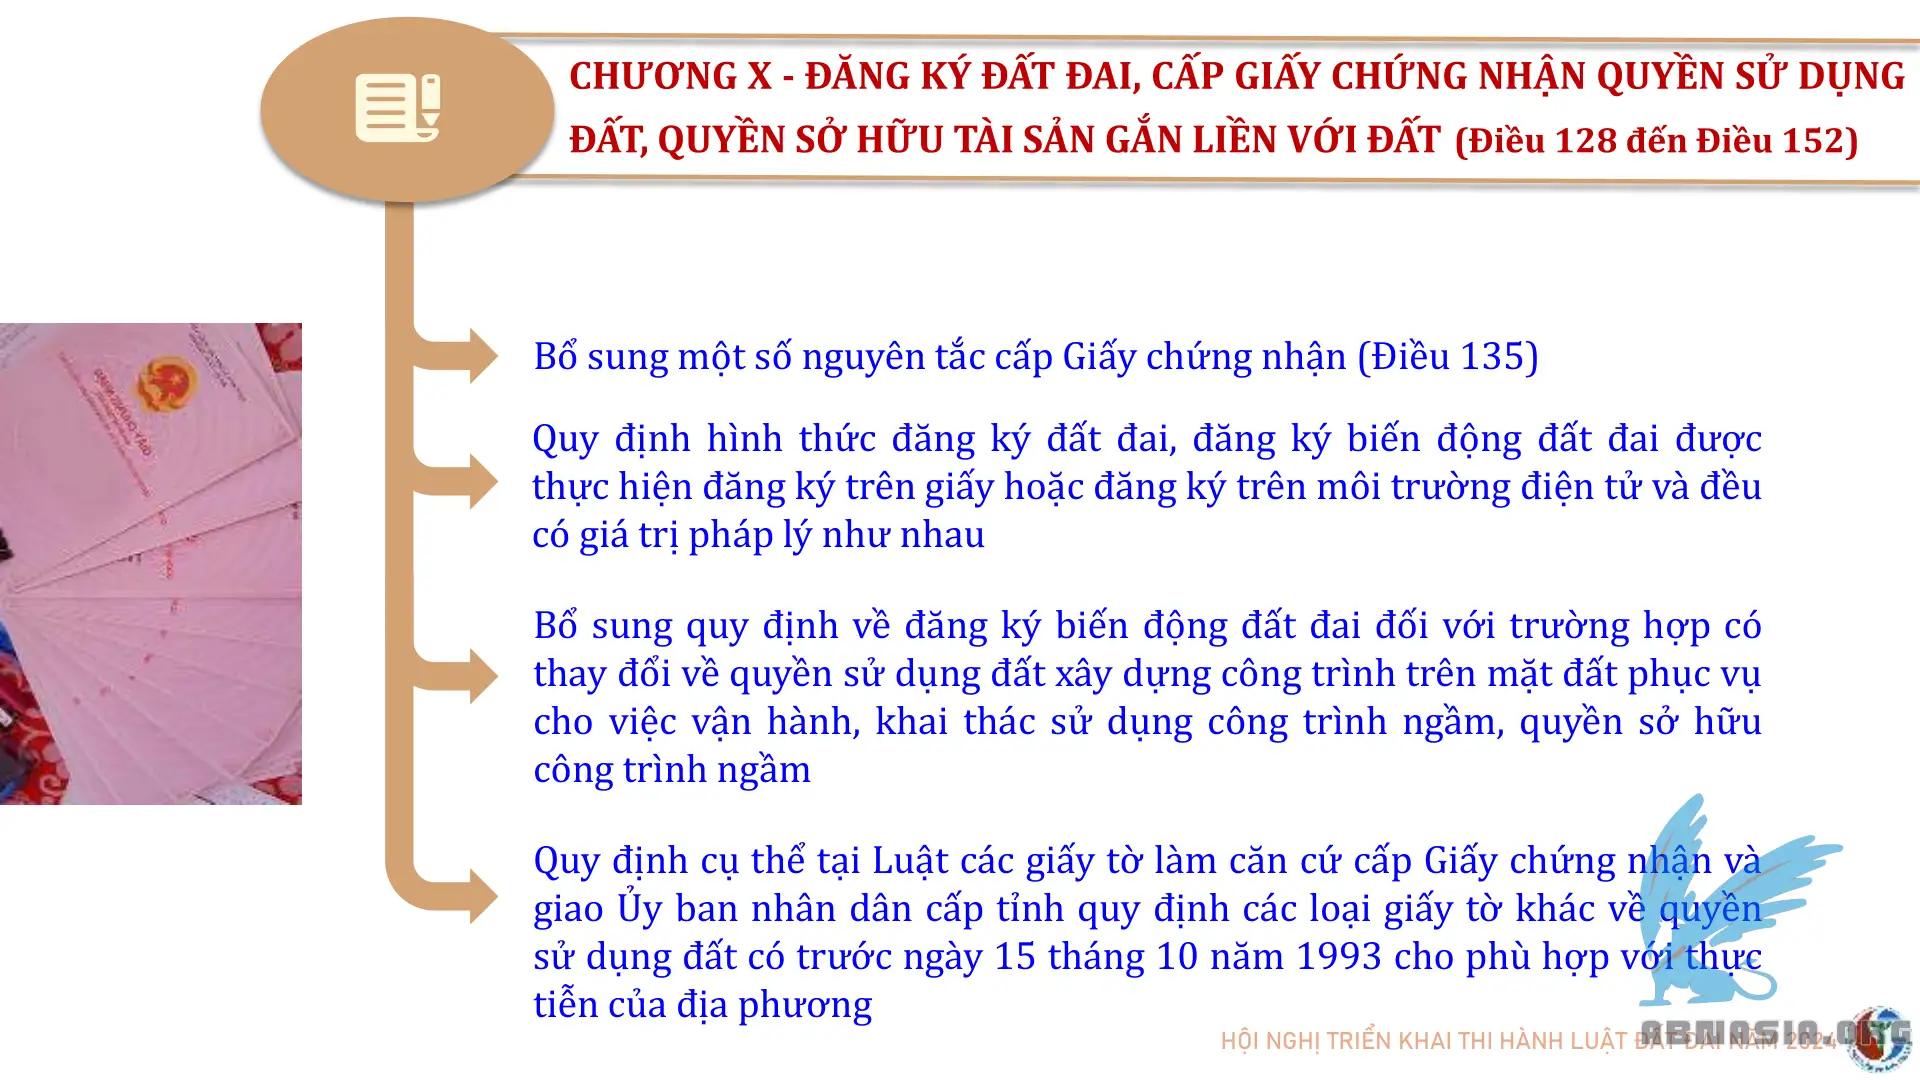 CHƯƠNG X - ĐĂNG KÝ ĐẤT ĐAI, CẤP GIẤY CHỨNG NHẬN QUYỀN SỬ DỤNG
ĐẤT, QUYỀN SỞ HỮU TÀI SẢN GẮN LIỀN VỚI ĐẤT (Điều 128 đến Điều 152)
Bổ sung một số nguyên tắc cấp Giấy chứng nhận (Điều 135)
Quy định hình thức đăng ký đất đai, đăng ký biến động đất đai được
thực hiện đăng ký trên giấy hoặc đăng ký trên môi trường điện tử và đều
có giá trị pháp lý như nhau
Bổ sung quy định về đăng ký biến động đất đai đối với trường hợp có
thay đổi về quyền sử dụng đất xây dựng công trình trên mặt đất phục vụ
cho việc vận hành, khai thác sử dụng công trình ngầm, quyền sở hữu
công trình ngầm
Quy định cụ thể tại Luật các giấy tờ làm căn cứ cấp Giấy chứng nhận và
giao Ủy ban nhân dân cấp tỉnh quy định các loại giấy tờ khác về quyền
sử dụng đất có trước ngày 15 tháng 10 năm 1993 cho phù hợp với thực
tiễn của địa phương
HỘI NGHỊ TRIỂN KHAI THI HÀNH LUẬT ĐẤT ĐAI NĂM 2024
ABMASIA.ORG